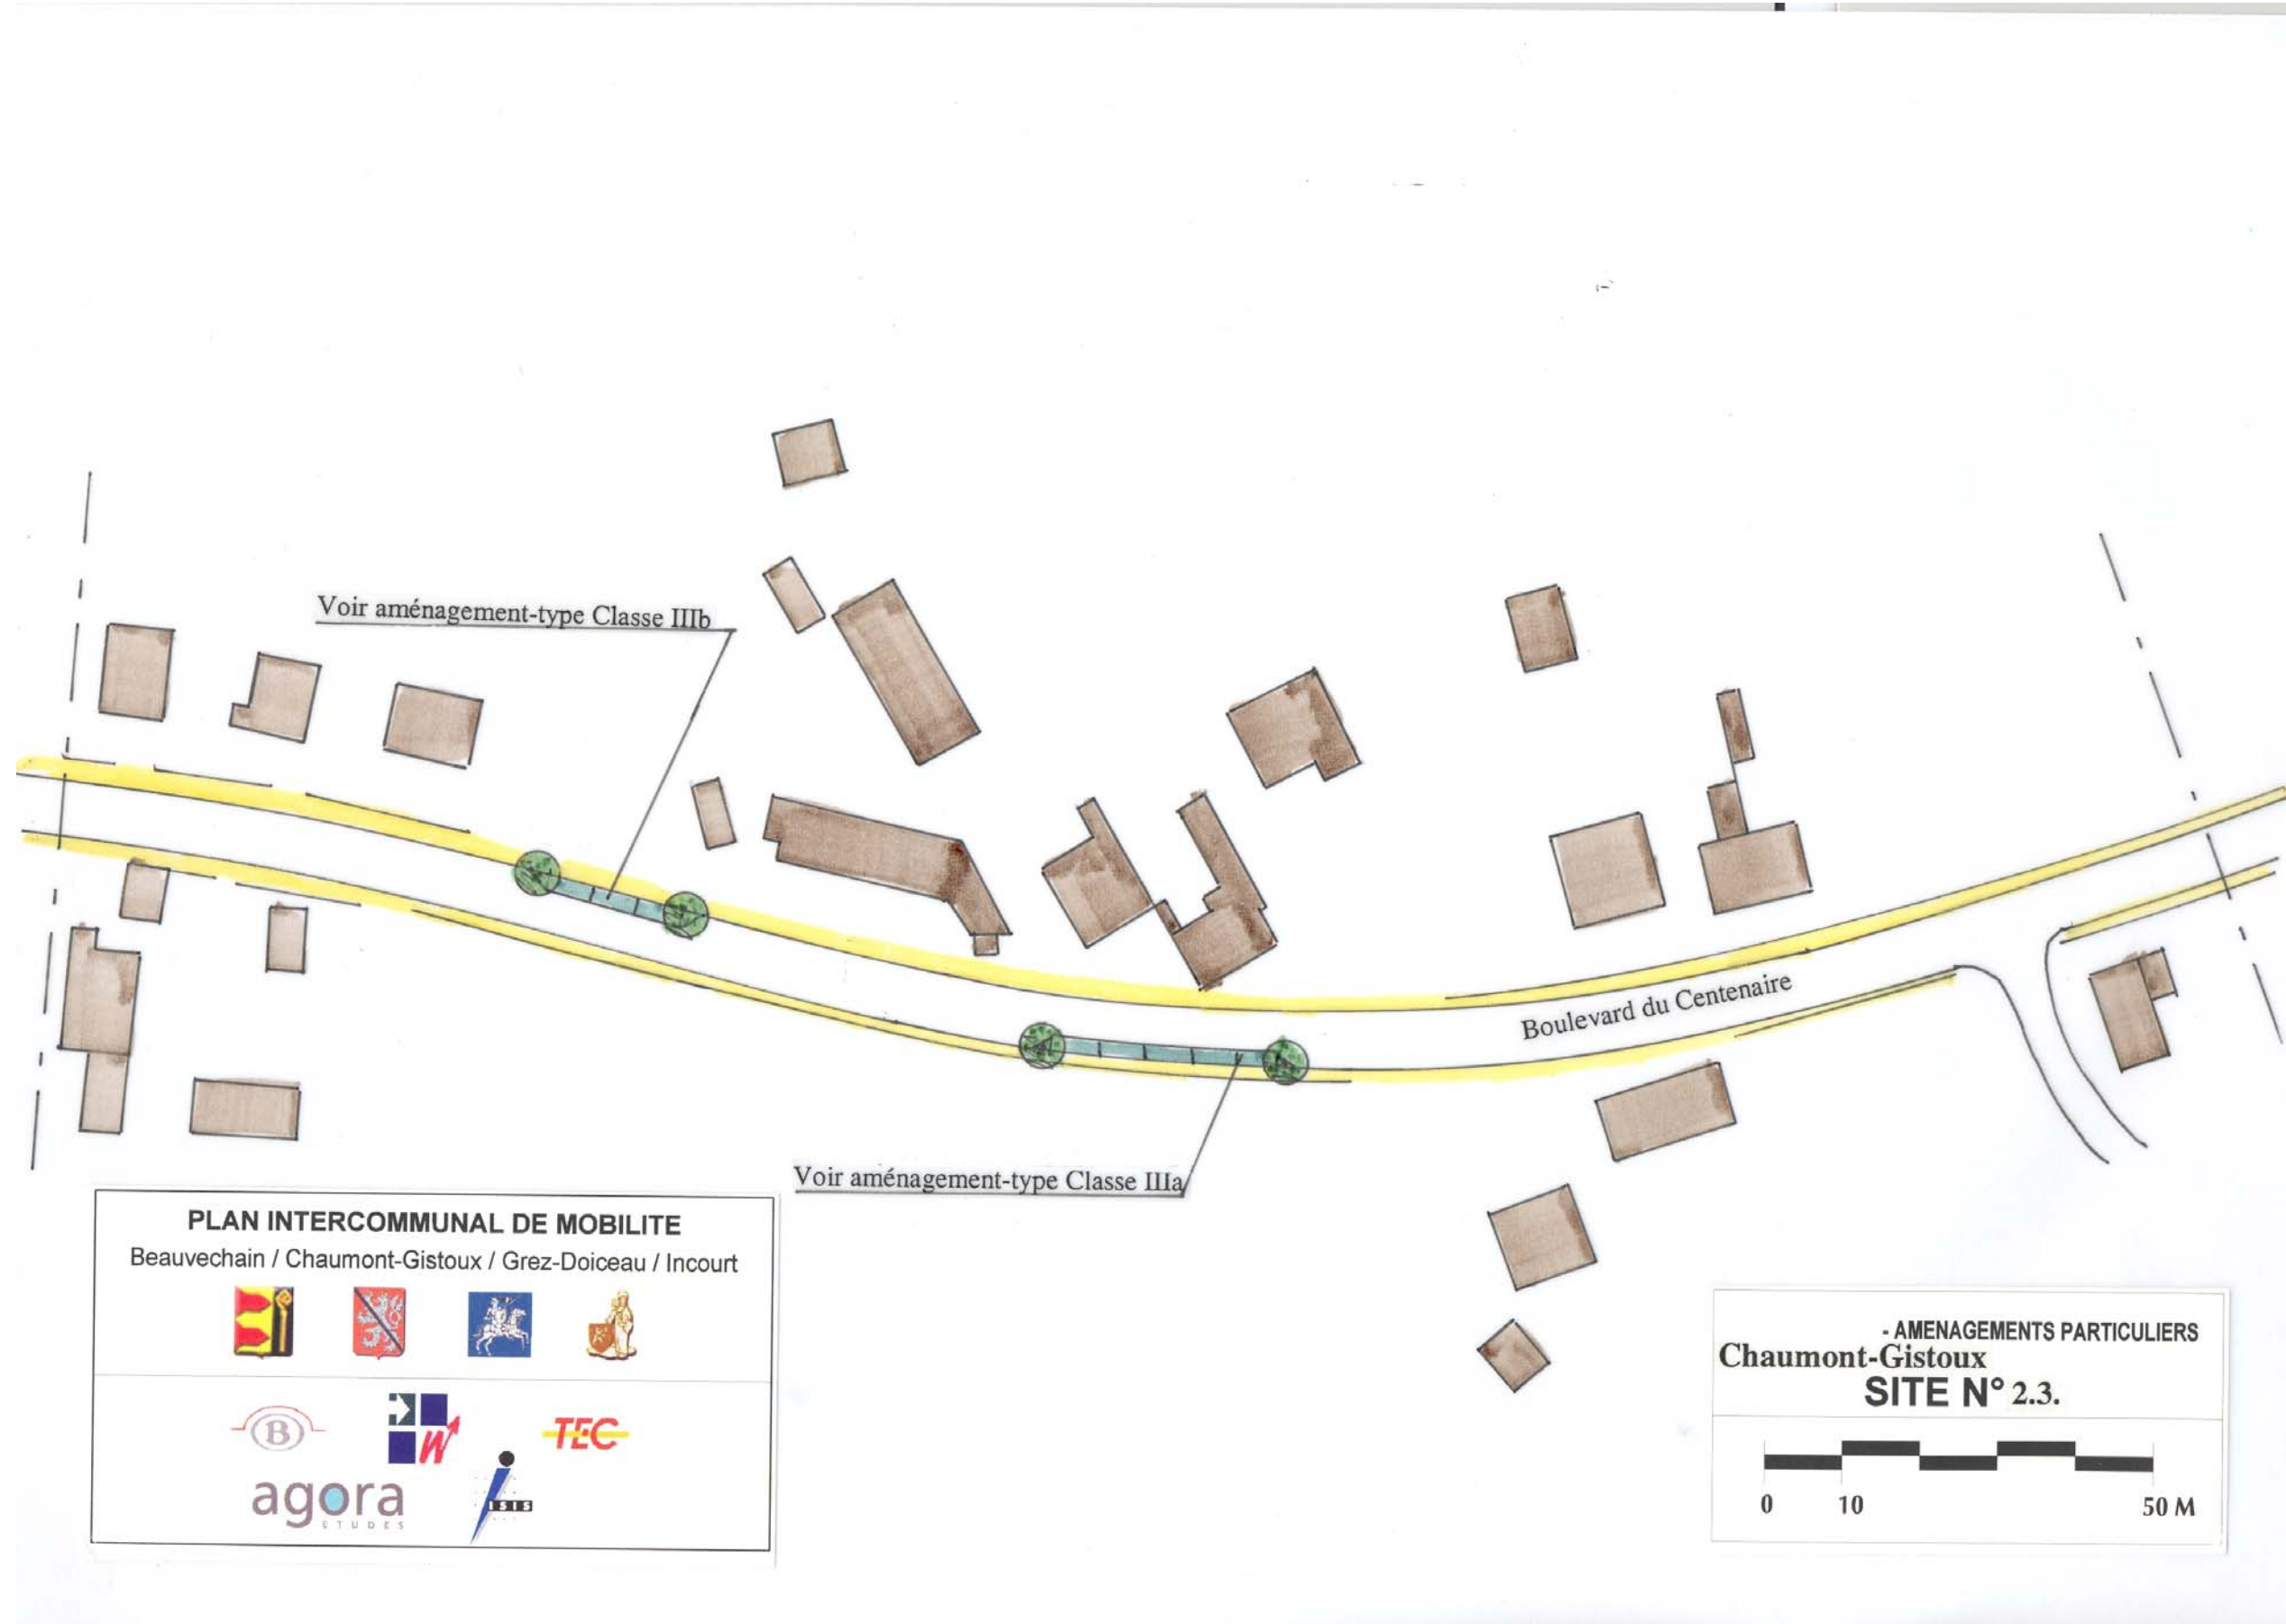 Voir aménagement-type Classe IIIb
Boulevard du Centenaire
Voir aménagement-type Classe IIIa
PLAN INTERCOMMUNAL DE MOBILITE
Beauvechain / Chaumont-Gistoux / Grez-Doiceau / Incourt
B
W
TEC
agora
ETUDES
ISIS
- AMENAGEMENTS PARTICULIERS
Chaumont-Gistoux
SITE N° 2.3.
0 10 50 M